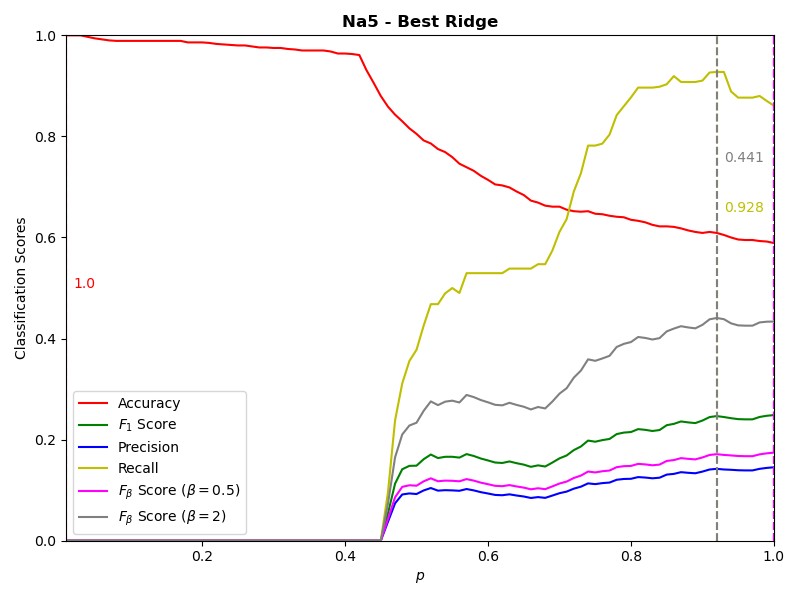 Na5 - Best Ridge
Classification Scores
1.0
0.8
0.6
0.4
0.2
0.0
0.441
0.928
1.0
Accuracy
F₁ Score
Precision
Recall
Fᵦ Score (β = 0.5)
Fᵦ Score (β = 2)
0.2
0.4
0.6
0.8
1.0
p